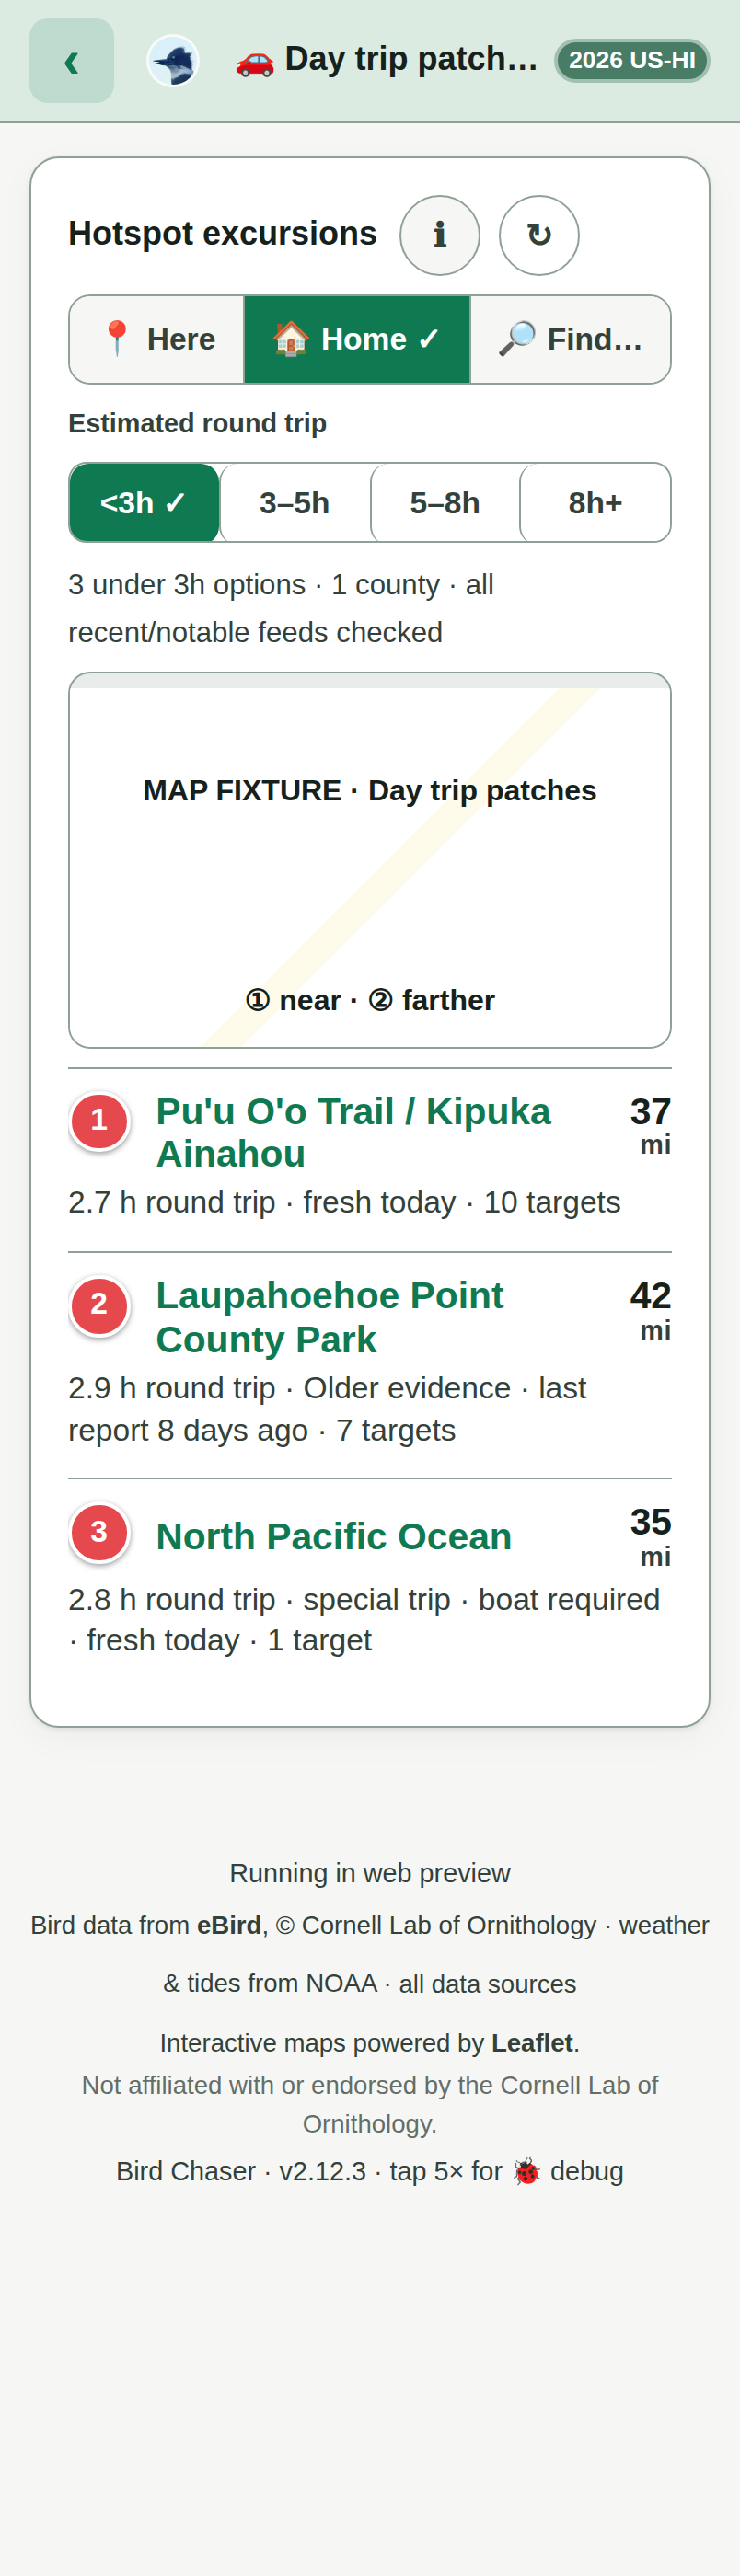 ‹
🚗 Day trip patch…
2026 US-HI
Hotspot excursions
ℹ
↻
📍 Here
🏠 Home ✓
🔎 Find…
Estimated round trip
<3h ✓
3–5h
5–8h
8h+
3 under 3h options · 1 county · all
recent/notable feeds checked
MAP FIXTURE · Day trip patches
① near · ② farther
1
Pu'u O'o Trail / Kipuka
Ainahou
37
mi
2.7 h round trip · fresh today · 10 targets
2
Laupahoehoe Point
County Park
42
mi
2.9 h round trip · Older evidence · last
report 8 days ago · 7 targets
3
North Pacific Ocean
35
mi
2.8 h round trip · special trip · boat required
· fresh today · 1 target
Running in web preview
Bird data from eBird, © Cornell Lab of Ornithology · weather
& tides from NOAA · all data sources
Interactive maps powered by Leaflet.
Not affiliated with or endorsed by the Cornell Lab of
Ornithology.
Bird Chaser · v2.12.3 · tap 5× for 🐞 debug